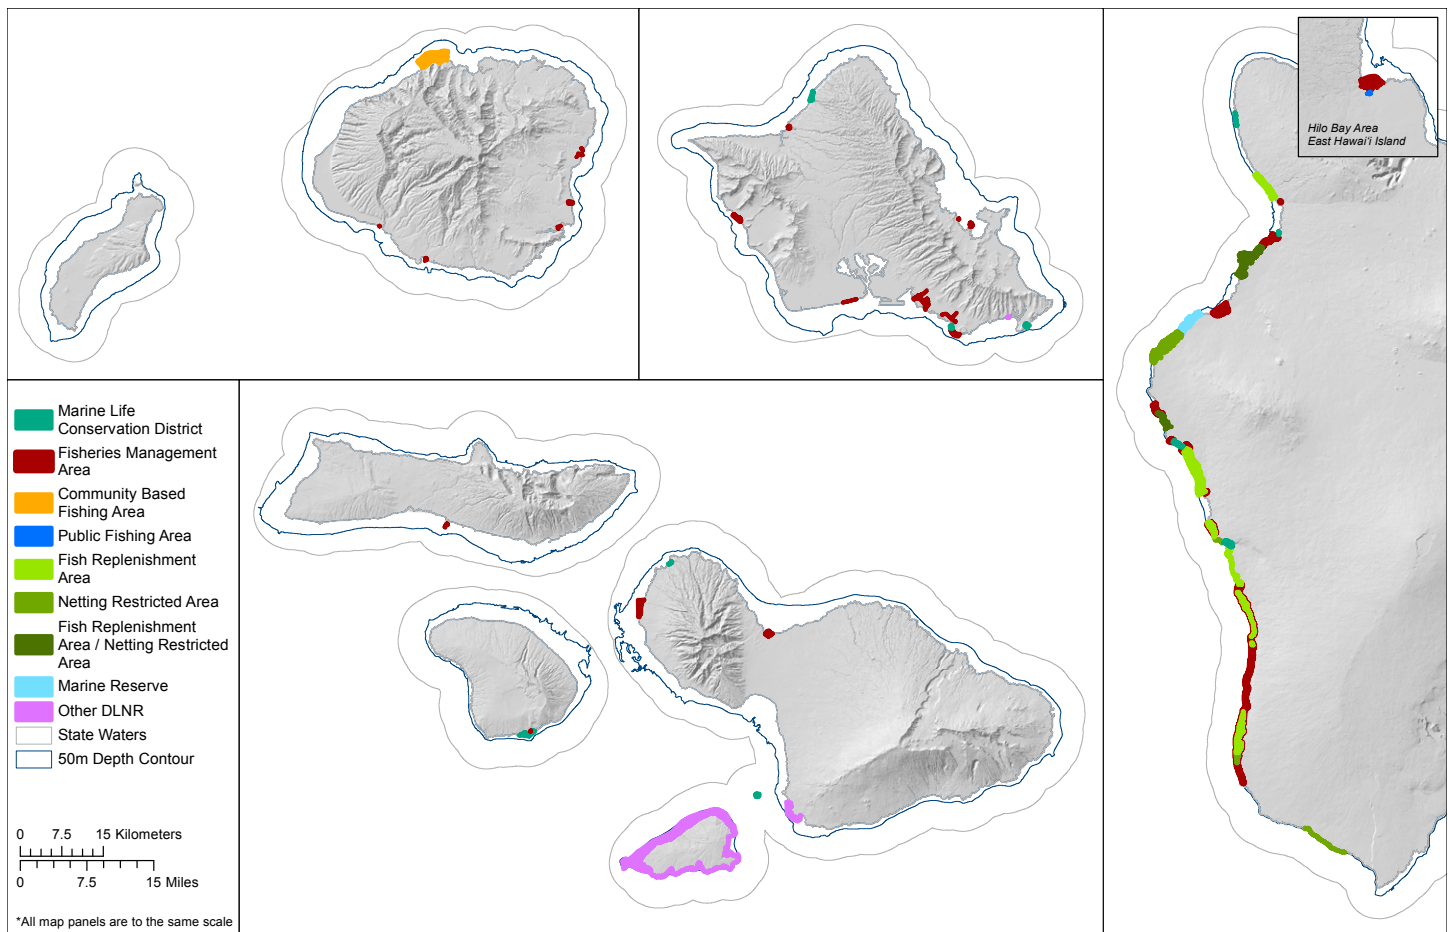 Hilo Bay Area
East Hawai'i Island
Marine Life
Conservation District
Fisheries Management
Area
Community Based
Fishing Area
Public Fishing Area
Fish Replenishment
Area
Netting Restricted Area
Fish Replenishment
Area / Netting Restricted
Area
Marine Reserve
Other DLNR
State Waters
50m Depth Contour
0 7.5 15 Kilometers
0 7.5 15 Miles
*All map panels are to the same scale